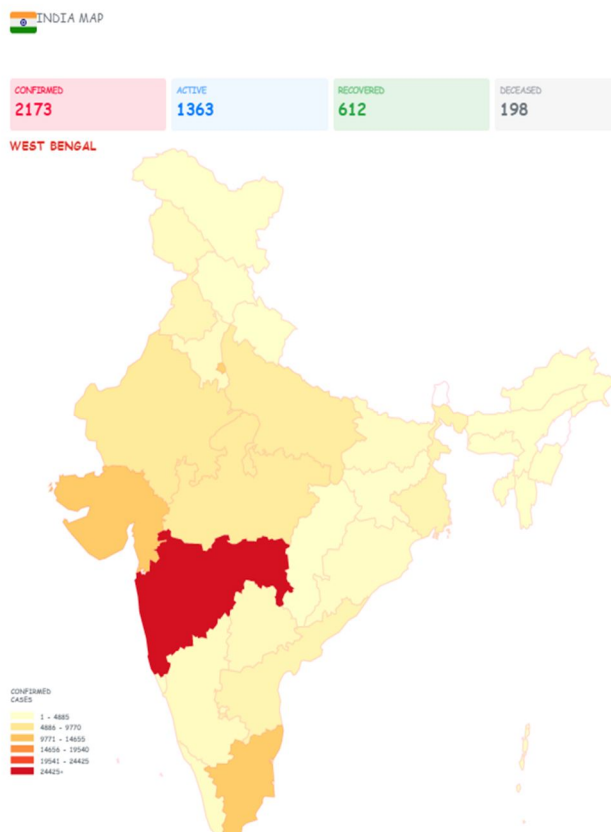 INDIA MAP
CONFIRMED
2173
ACTIVE
1363
RECOVERED
612
DECEASED
198
WEST BENGAL
CONFIRMED
CASES
1 - 4885
4886 - 9770
9771 - 14655
14656 - 19540
19541 - 24425
24425+